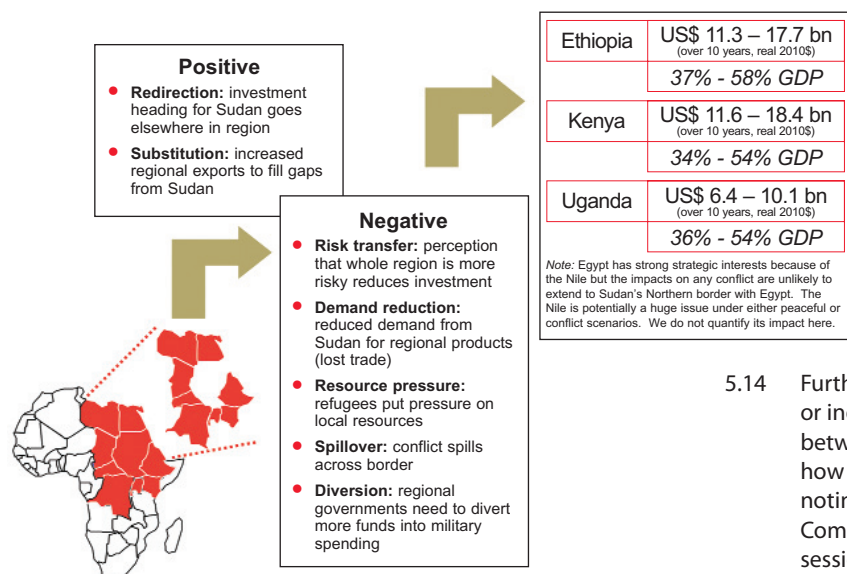 Positive
• Redirection: investment
heading for Sudan goes
elsewhere in region
• Substitution: increased
regional exports to fill gaps
from Sudan
Negative
• Risk transfer: perception
that whole region is more
risky reduces investment
• Demand reduction:
reduced demand from
Sudan for regional products
(lost trade)
• Resource pressure:
refugees put pressure on
local resources
• Spillover: conflict spills
across border
• Diversion: regional
governments need to divert
more funds into military
spending
Ethiopia
US$ 11.3 – 17.7 bn
(over 10 years, real 2010$)
37% - 58% GDP
Kenya
US$ 11.6 – 18.4 bn
(over 10 years, real 2010$)
34% - 54% GDP
Uganda
US$ 6.4 – 10.1 bn
(over 10 years, real 2010$)
36% - 54% GDP
Note: Egypt has strong strategic interests because of
the Nile but the impacts on any conflict are unlikely to
extend to Sudan's Northern border with Egypt. The
Nile is potentially a huge issue under either peaceful or
conflict scenarios. We do not quantify its impact here.
5.14 Furth
or in
betw
how
notin
Com
sessi